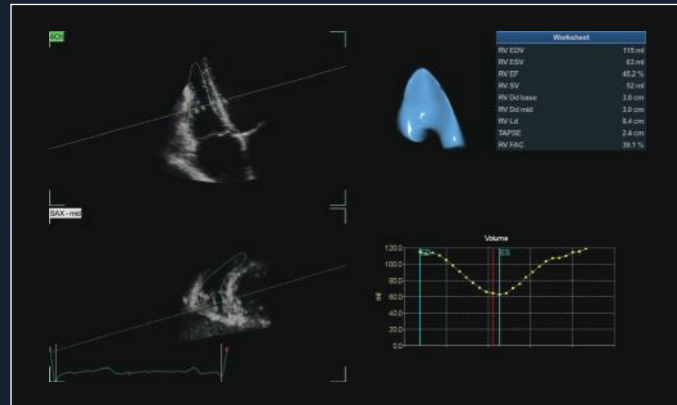 4CN
Worksheet
RV EDV 115 ml
RV ESV 63 ml
RV EF 45.2 %
RV SV 52 ml
RV Dd base 3.8 cm
RV Dd mid 3.0 cm
RV Ld 8.4 cm
TAPSE 2.4 cm
RV FAC 39.1 %
SAX - mid
Volume
120.0
ED
ES
100.0
80.0
ml
60.0
40.0
20.0
0.0